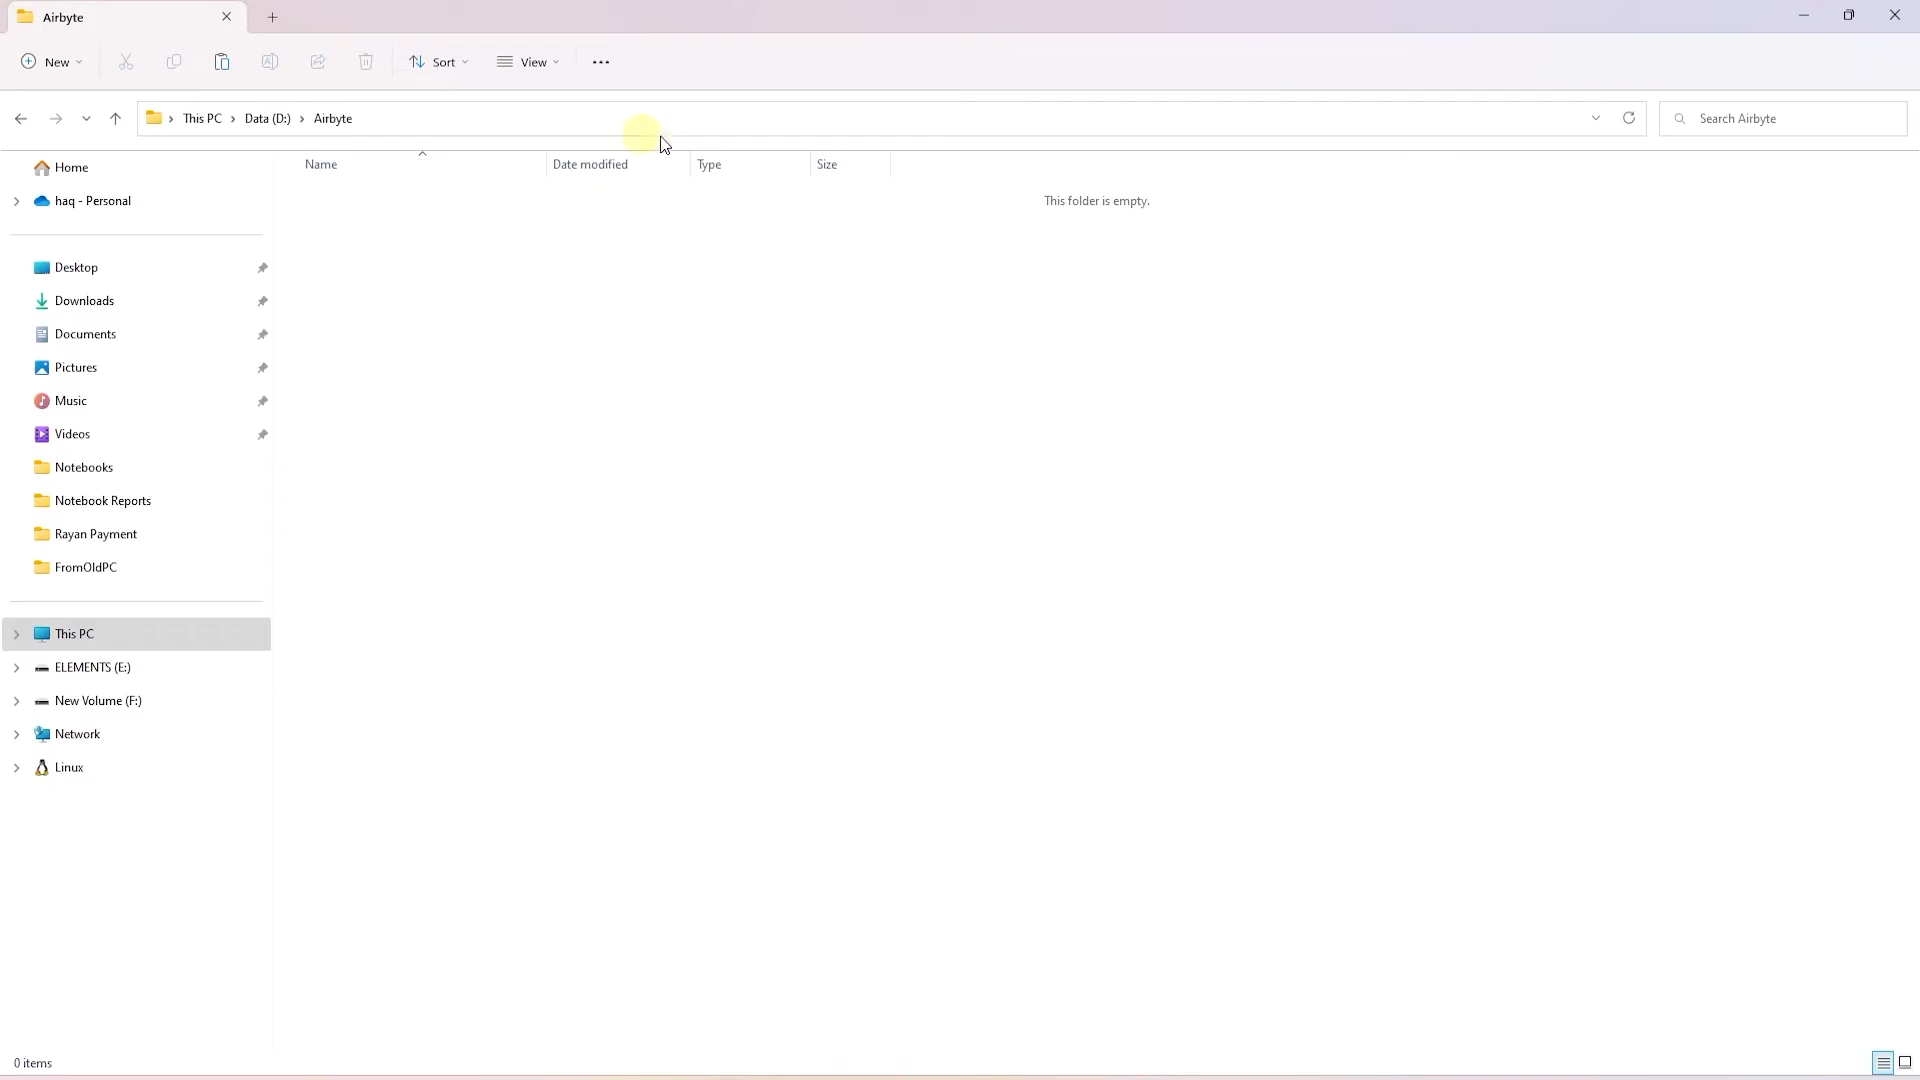 Airbyte
New
Sort
View
This PC
Data (D:)
Airbyte
Search Airbyte
Name
Date modified
Type
Size
This folder is empty.
Home
haq - Personal
Desktop
Downloads
Documents
Pictures
Music
Videos
Notebooks
Notebook Reports
Rayan Payment
FromOldPC
This PC
ELEMENTS (E:)
New Volume (F:)
Network
Linux
0 items